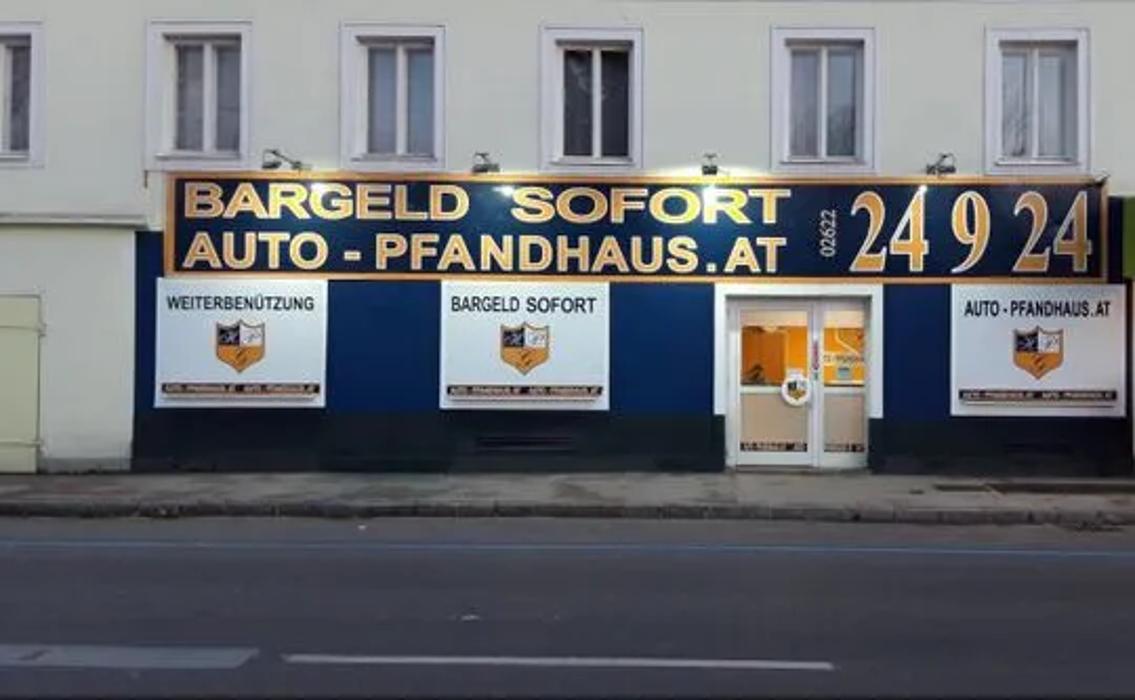 BARGELD SOFORT
AUTO - PFANDHAUS.AT
02622
24 9 24
WEITERBENÜTZUNG
BARGELD SOFORT
AUTO - PFANDHAUS.AT